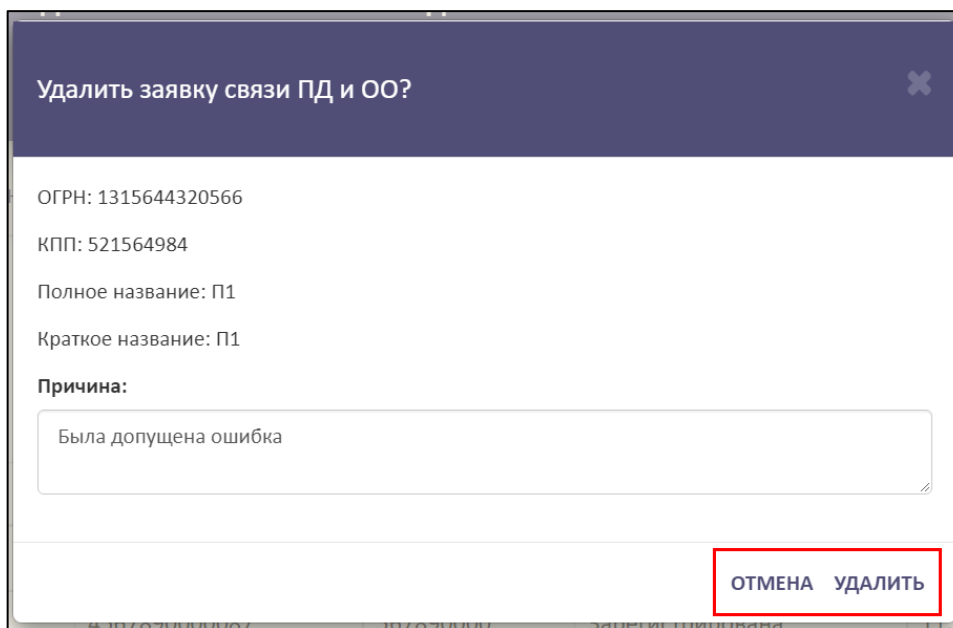 Удалить заявку связи ПД и ОО?
ОГРН: 1315644320566
КПП: 521564984
Полное название: П1
Краткое название: П1
Причина:
Была допущена ошибка
ОТМЕНА УДАЛИТЬ